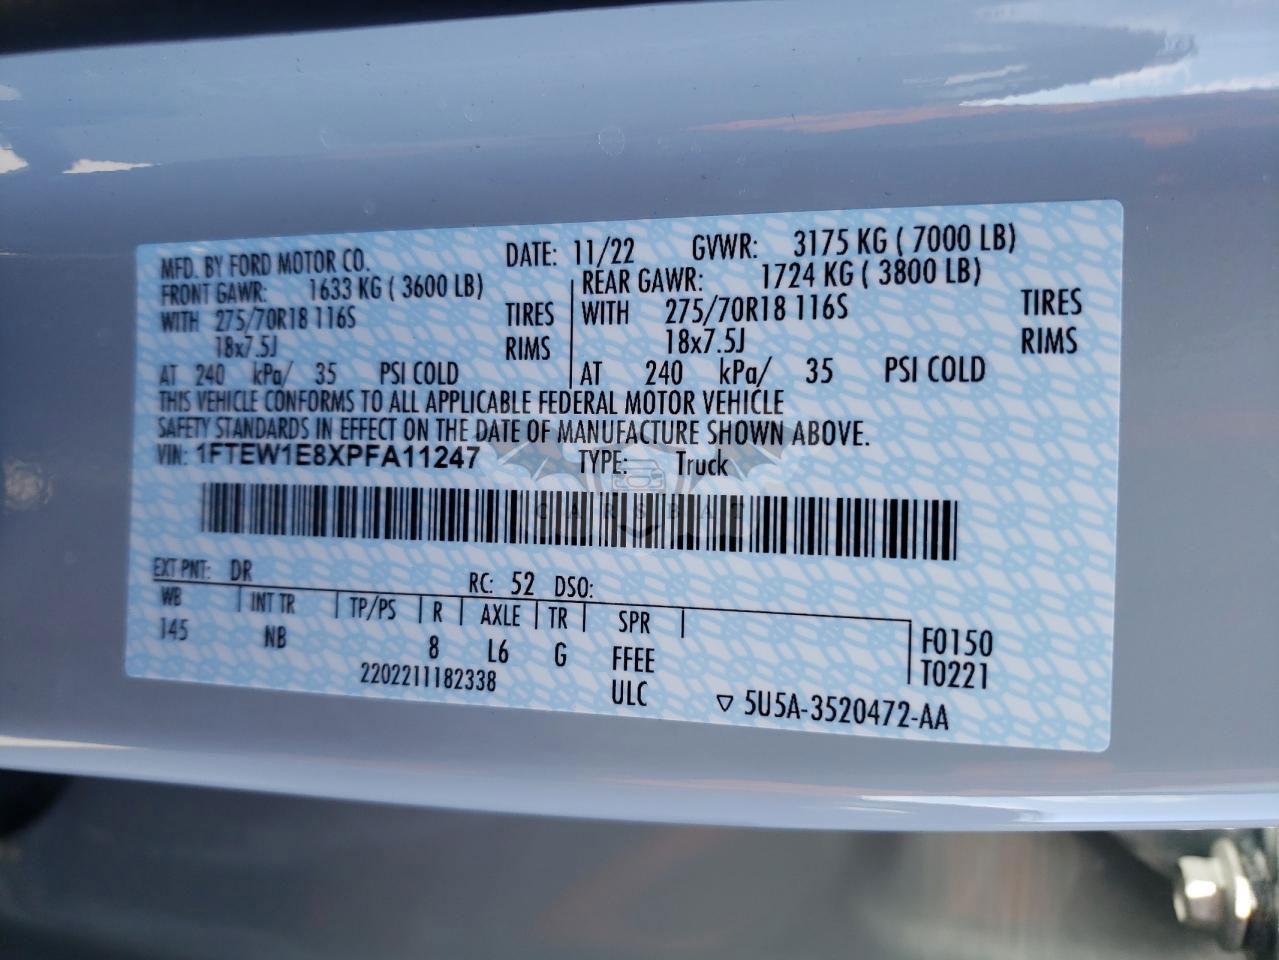 MFD. BY FORD MOTOR CO. DATE: 11/22 GVWR: 3175 KG ( 7000 LB)
FRONT GAWR: 1633 KG ( 3600 LB) REAR GAWR: 1724 KG ( 3800 LB)
WITH 275/70R18 116S TIRES WITH 275/70R18 116S TIRES
18x7.5J RIMS 18x7.5J RIMS
AT 240 kPa/ 35 PSI COLD AT 240 kPa/ 35 PSI COLD
THIS VEHICLE CONFORMS TO ALL APPLICABLE FEDERAL MOTOR VEHICLE
SAFETY STANDARDS IN EFFECT ON THE DATE OF MANUFACTURE SHOWN ABOVE.
VIN: 1FTEW1E8XPFA11247 TYPE: Truck
CARSBAT
EXT PNT: DR RC: 52 DSO:
WB INT TR TP/PS R AXLE TR SPR
145 NB 8 L6 G FFEE F0150
2202211182338 ULC T0221
▽ 5U5A-3520472-AA